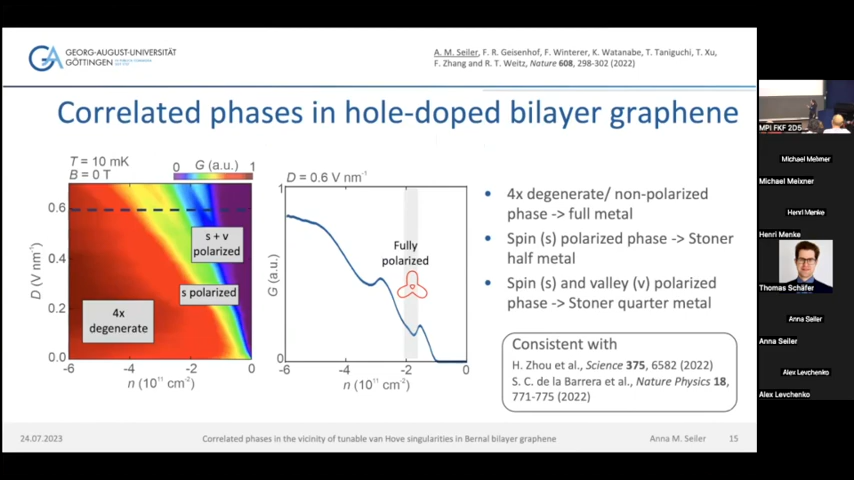 GEORG-AUGUST-UNIVERSITÄT
GÖTTINGEN
A. M. Seiler, F. R. Geisenhof, F. Winterer, K. Watanabe, T. Taniguchi, T. Xu,
F. Zhang and R. T. Weitz, Nature 608, 298-302 (2022)
Correlated phases in hole-doped bilayer graphene
T = 10 mK
B = 0 T
0 G (a.u.) 1
D (V nm⁻¹)
0.6
0.4
0.2
0.0
s + v
polarized
s polarized
4x
degenerate
-6 -4 -2 0
n (10¹¹ cm⁻²)
D = 0.6 V nm⁻¹
G (a.u.)
1
0
Fully
polarized
-6 -4 -2 0
n (10¹¹ cm⁻²)
• 4x degenerate/ non-polarized
phase -> full metal
• Spin (s) polarized phase -> Stoner
half metal
• Spin (s) and valley (v) polarized
phase -> Stoner quarter metal
Consistent with
H. Zhou et al., Science 375, 6582 (2022)
S. C. de la Barrera et al., Nature Physics 18,
771-775 (2022)
24.07.2023
Correlated phases in the vicinity of tunable van Hove singularities in Bernal bilayer graphene
Anna M. Seiler
15
MPI FKF 2D5
Michael Meixner
Michael Meixner
Henri Menke
Henri Menke
Thomas Schäfer
Anna Seiler
Anna Seiler
Alex Levchenko
Alex Levchenko